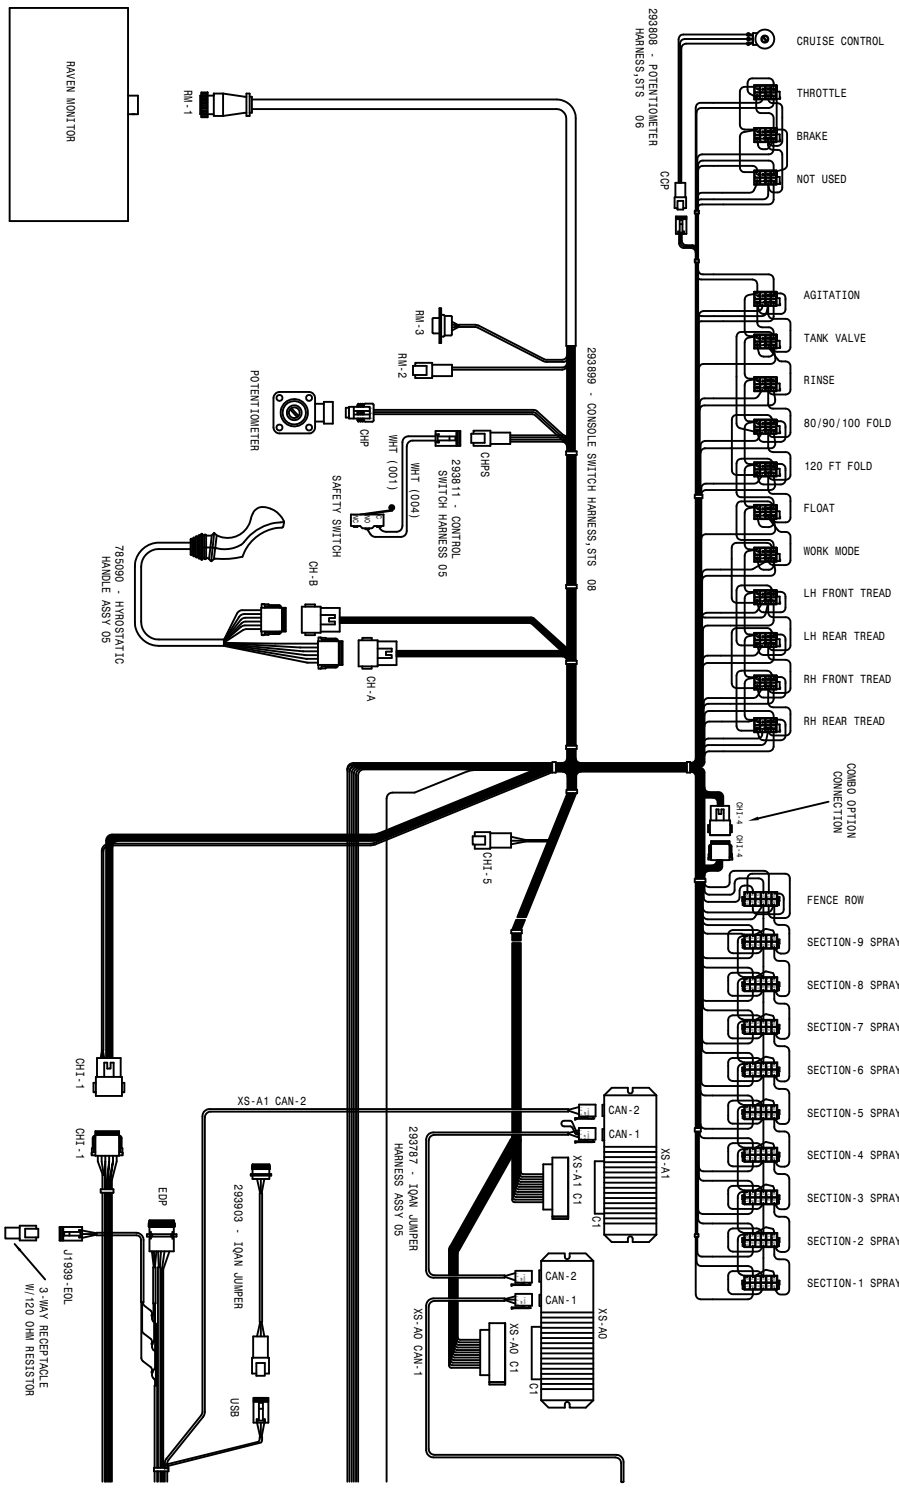 CRUISE CONTROL
THROTTLE
BRAKE
NOT USED
293808 - POTENTIOMETER
HARNESS,STS 06
CCP
RAVEN MONITOR
RM-1
AGITATION
TANK VALVE
RINSE
80/90/100 FOLD
120 FT FOLD
FLOAT
WORK MODE
LH FRONT TREAD
LH REAR TREAD
RH FRONT TREAD
RH REAR TREAD
RM-3
RM-2
293899 - CONSOLE SWITCH HARNESS,STS 08
POTENTIOMETER
CHP
CHPS
WHT (001)
WHT (004)
293811 - CONTROL
SWITCH HARNESS 05
SAFETY SWITCH
C
NO
NC
785090 - HYROSTATIC
HANDLE ASSY 05
CH-B
CH-A
COMBO OPTION
CONNECTION
CHI-4
CHI-4
CHI-5
FENCE ROW
SECTION-9 SPRAY
SECTION-8 SPRAY
SECTION-7 SPRAY
SECTION-6 SPRAY
SECTION-5 SPRAY
SECTION-4 SPRAY
SECTION-3 SPRAY
SECTION-2 SPRAY
SECTION-1 SPRAY
CHI-1
CHI-1
XS-A1 CAN-2
CAN-2
CAN-1
XS-A1
XS-A1 C1
C1
293787 - IQAN JUMPER
HARNESS ASSY 05
EDP
293903 - IQAN JUMPER
USB
J1939-EOL
3-WAY RECEPTACLE
W/120 OHM RESISTOR
CAN-2
CAN-1
XS-A0
XS-A0 C1
C1
XS-A0 CAN-1